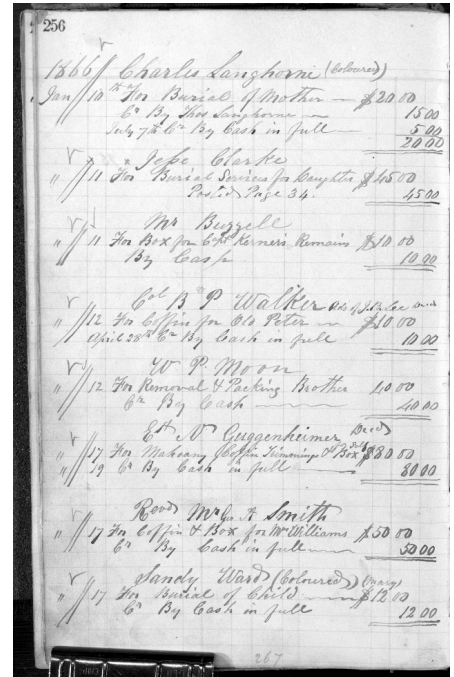 256
1866 Charles Langhorne (Coloured)
Jan 10th For Burial of Mother $20 00
Cr By Thos Langhorne 15 00
July 7th Cr By Cash in full 5 00
20 00
Jesse Clarke
" 11 For Burial Services for Daughter $45 00
Posted Page 34. 45 00
Mr Buzzell
" 11 For Box for Capt Kerner's Remains $10 00
By Cash 10 00
Col B P Walker
" 12 For Coffin for Old Peter $10 00
April 28th Cr By Cash in full 10 00
W P Moon
" 12 For Removal & Packing Brother 40 00
Cr By Cash 40 00
Est N Guggenheimer Decd
" 17 For Mahogany Coffin Trimmings & Box $80 00
" 19 Cr By Cash in full 80 00
Revd Mr Geo A Smith
" 17 For Coffin & Box for Mr Williams $50 00
Cr By Cash in full 50 00
Sandy Ward (Coloured)
" 17 For Burial of Child $12 00
Cr By Cash in full 12 00
267